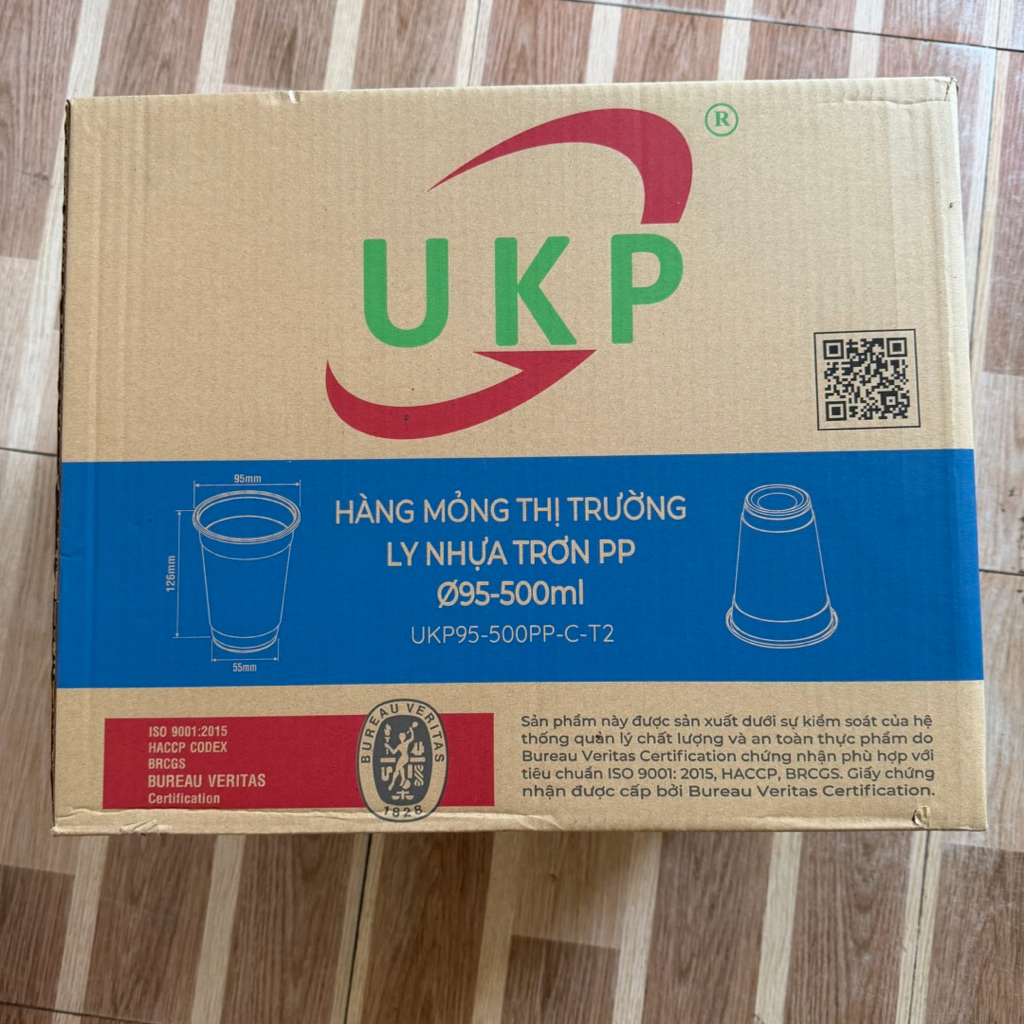 ®
UKP
95mm
126mm
55mm
HÀNG MỎNG THỊ TRƯỜNG
LY NHỰA TRƠN PP
Ø95-500ml
UKP95-500PP-C-T2
ISO 9001:2015
HACCP CODEX
BRCGS
BUREAU VERITAS
Certification
BUREAU VERITAS
1828
Sản phẩm này được sản xuất dưới sự kiểm soát của hệ
thống quản lý chất lượng và an toàn thực phẩm do
Bureau Veritas Certification chứng nhận phù hợp với
tiêu chuẩn ISO 9001: 2015, HACCP, BRCGS. Giấy chứng
nhận được cấp bởi Bureau Veritas Certification.